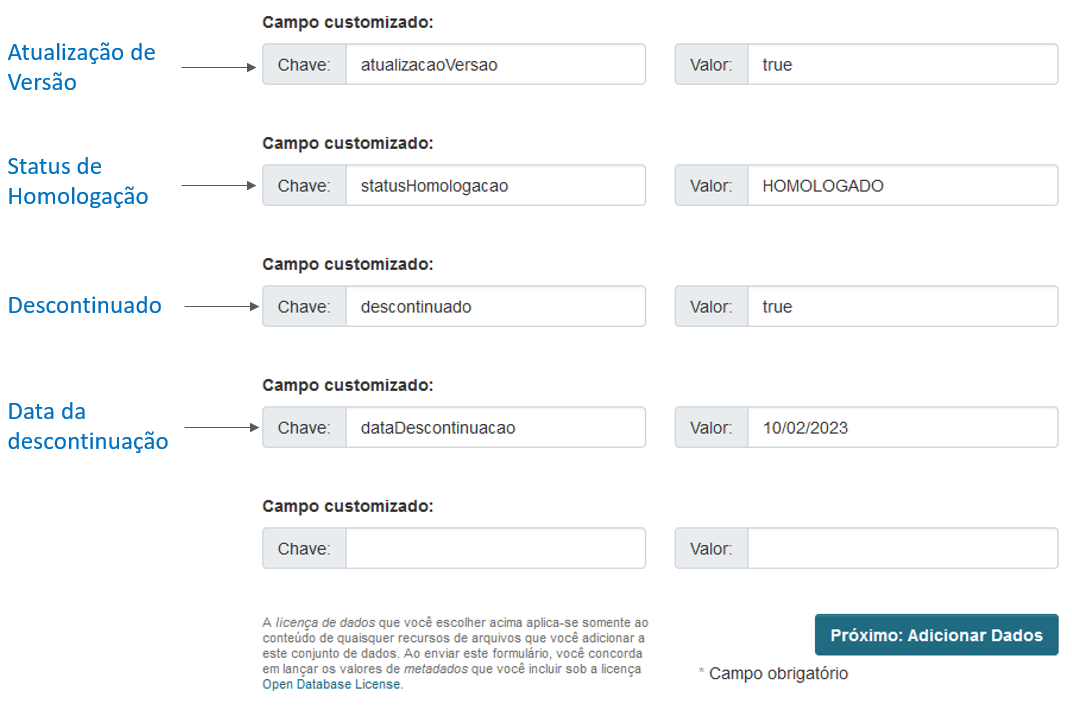 Campo customizado:
Atualização de
Versão
Chave: atualizacaoVersao Valor: true
Campo customizado:
Status de
Homologação
Chave: statusHomologacao Valor: HOMOLOGADO
Campo customizado:
Descontinuado
Chave: descontinuado Valor: true
Campo customizado:
Data da
descontinuação
Chave: dataDescontinuacao Valor: 10/02/2023
Campo customizado:
Chave: Valor:
A licença de dados que você escolher acima aplica-se somente ao
conteúdo de quaisquer recursos de arquivos que você adicionar a
este conjunto de dados. Ao enviar este formulário, você concorda
em lançar os valores de metadados que você incluir sob a licença
Open Database License.
Próximo: Adicionar Dados
* Campo obrigatório